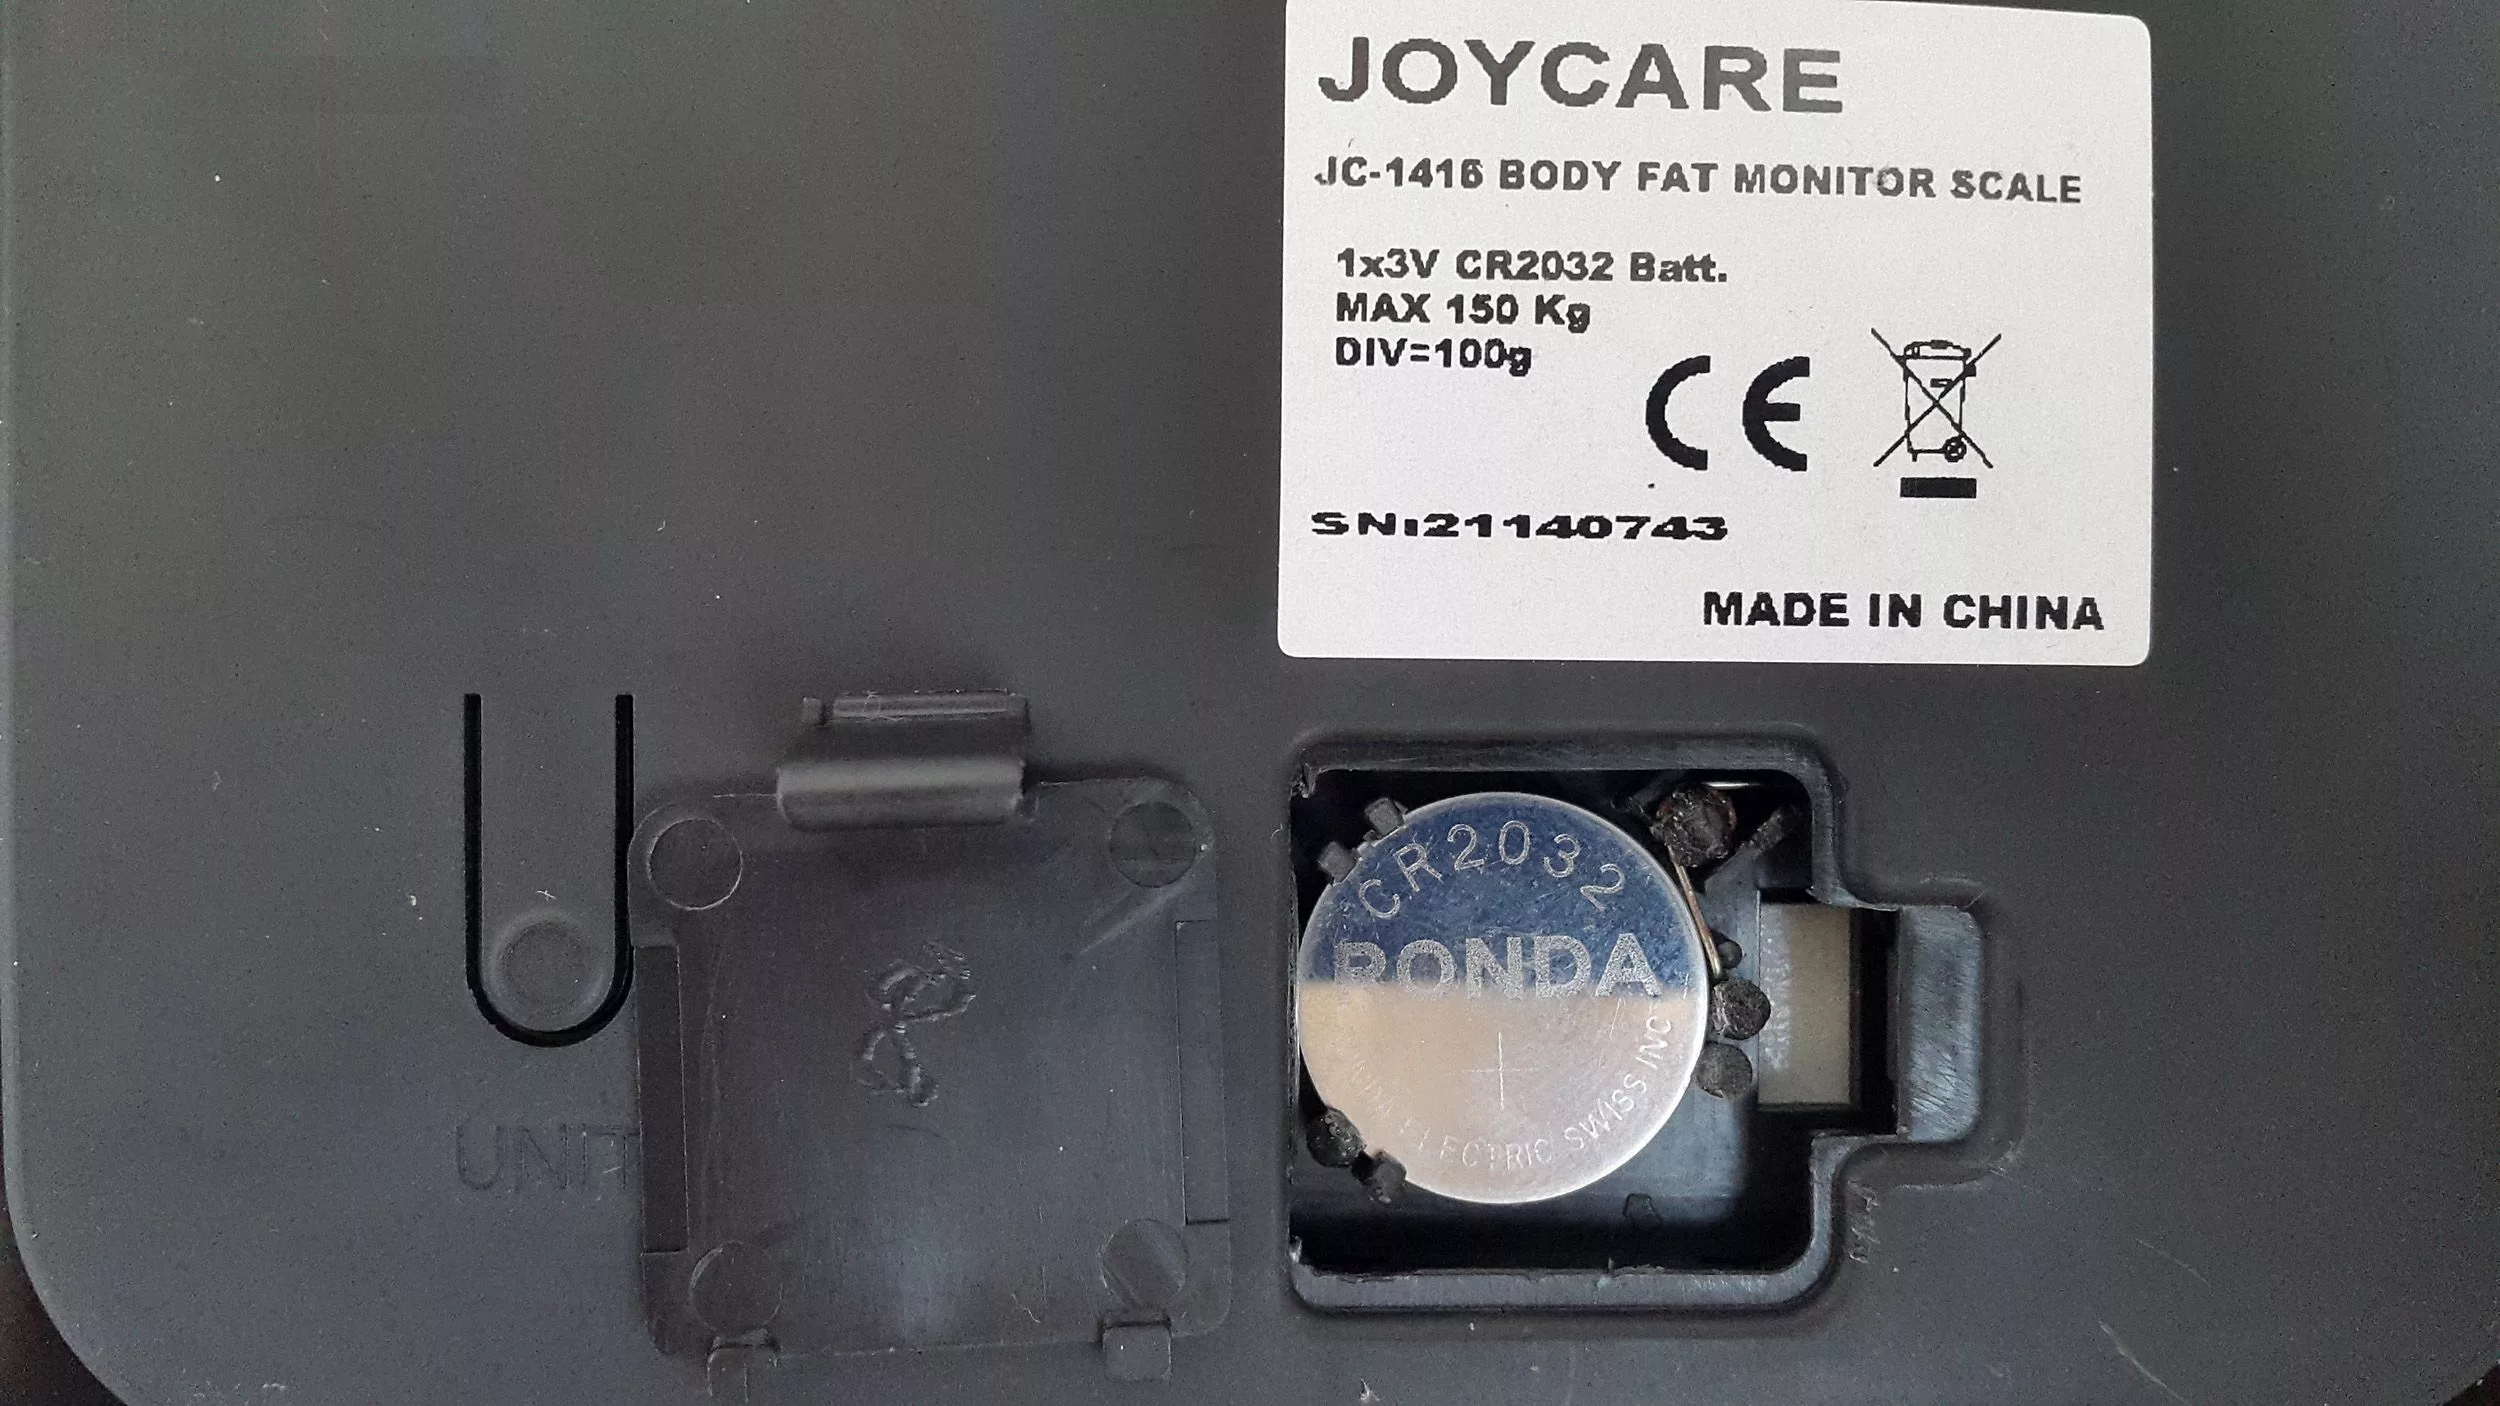 JOYCARE
JC-1416 BODY FAT MONITOR SCALE
1x3V CR2032 Batt.
MAX 150 Kg
DIV=100g
CE
SN:21140743
MADE IN CHINA
UNIT
CR2032
RONDA
+
ELECTRIC SWISS INC